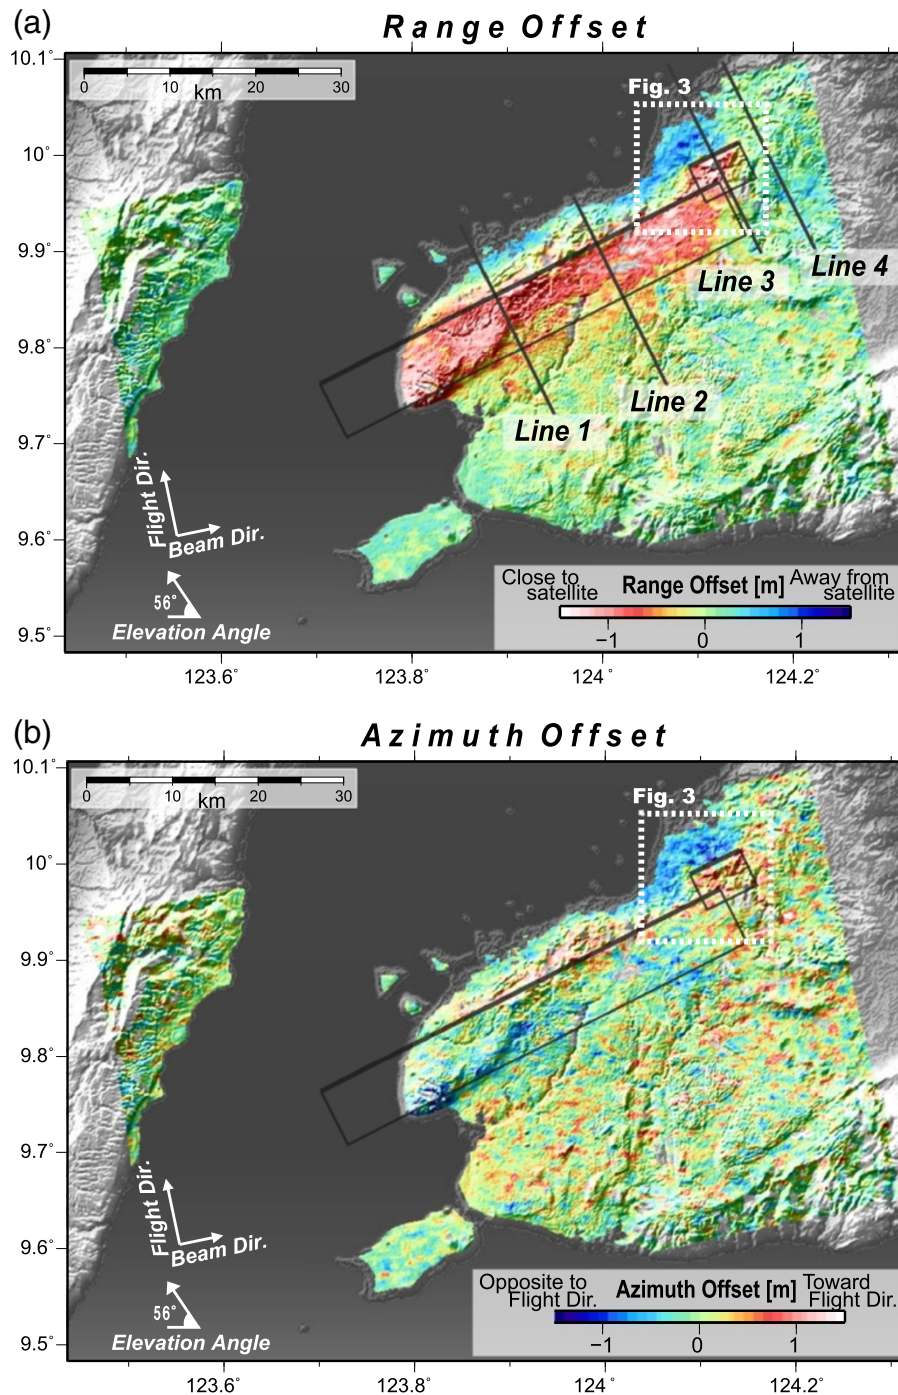 (a) Range Offset
10.1°
10°
9.9°
9.8°
9.7°
9.6°
9.5°
0 10 20 30
km
Fig. 3
Line 1
Line 2
Line 3
Line 4
Flight Dir.
Beam Dir.
56°
Elevation Angle
Close to
satellite
Range Offset [m]
Away from
satellite
−1 0 1
123.6° 123.8° 124° 124.2°
(b) Azimuth Offset
10.1°
10°
9.9°
9.8°
9.7°
9.6°
9.5°
0 10 20 30
km
Fig. 3
Flight Dir.
Beam Dir.
56°
Elevation Angle
Opposite to
Flight Dir.
Azimuth Offset [m]
Toward
Flight Dir.
−1 0 1
123.6° 123.8° 124° 124.2°